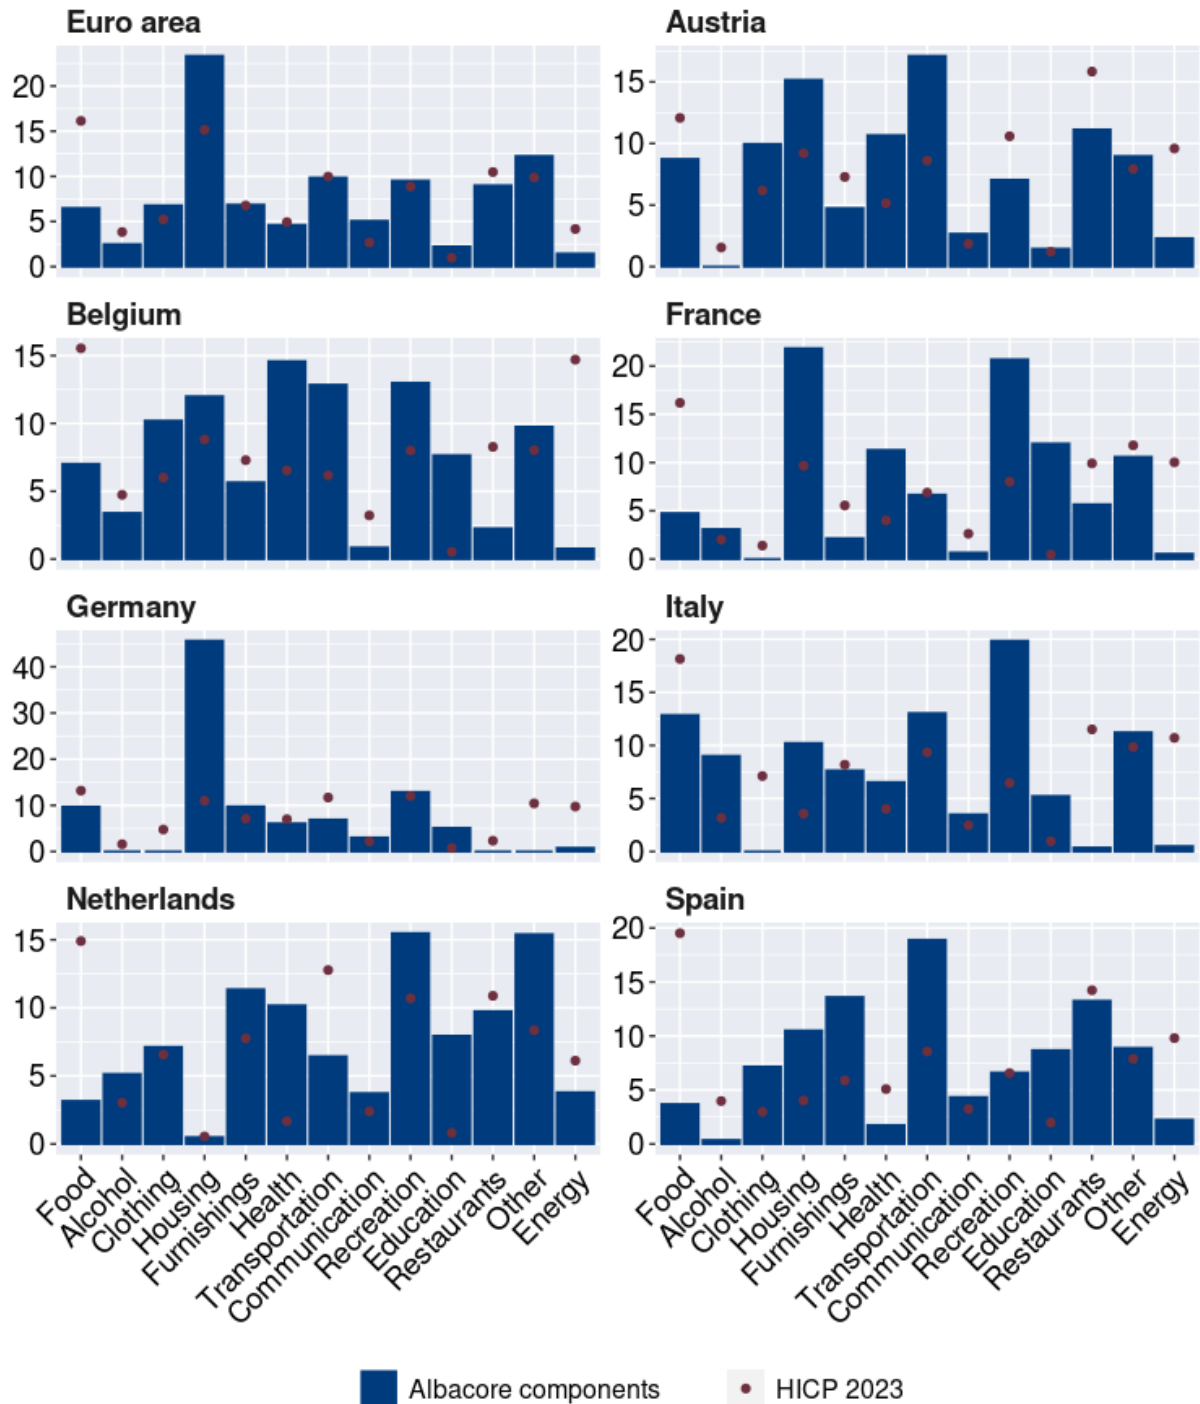 Euro area
20
15
10
5
0
Austria
15
10
5
0
Belgium
15
10
5
0
France
20
15
10
5
0
Germany
40
30
20
10
0
Italy
20
15
10
5
0
Netherlands
15
10
5
0
Spain
20
15
10
5
0
Food
Alcohol
Clothing
Housing
Furnishings
Health
Transportation
Communication
Recreation
Education
Restaurants
Other
Energy
Food
Alcohol
Clothing
Housing
Furnishings
Health
Transportation
Communication
Recreation
Education
Restaurants
Other
Energy
Albacore components
HICP 2023